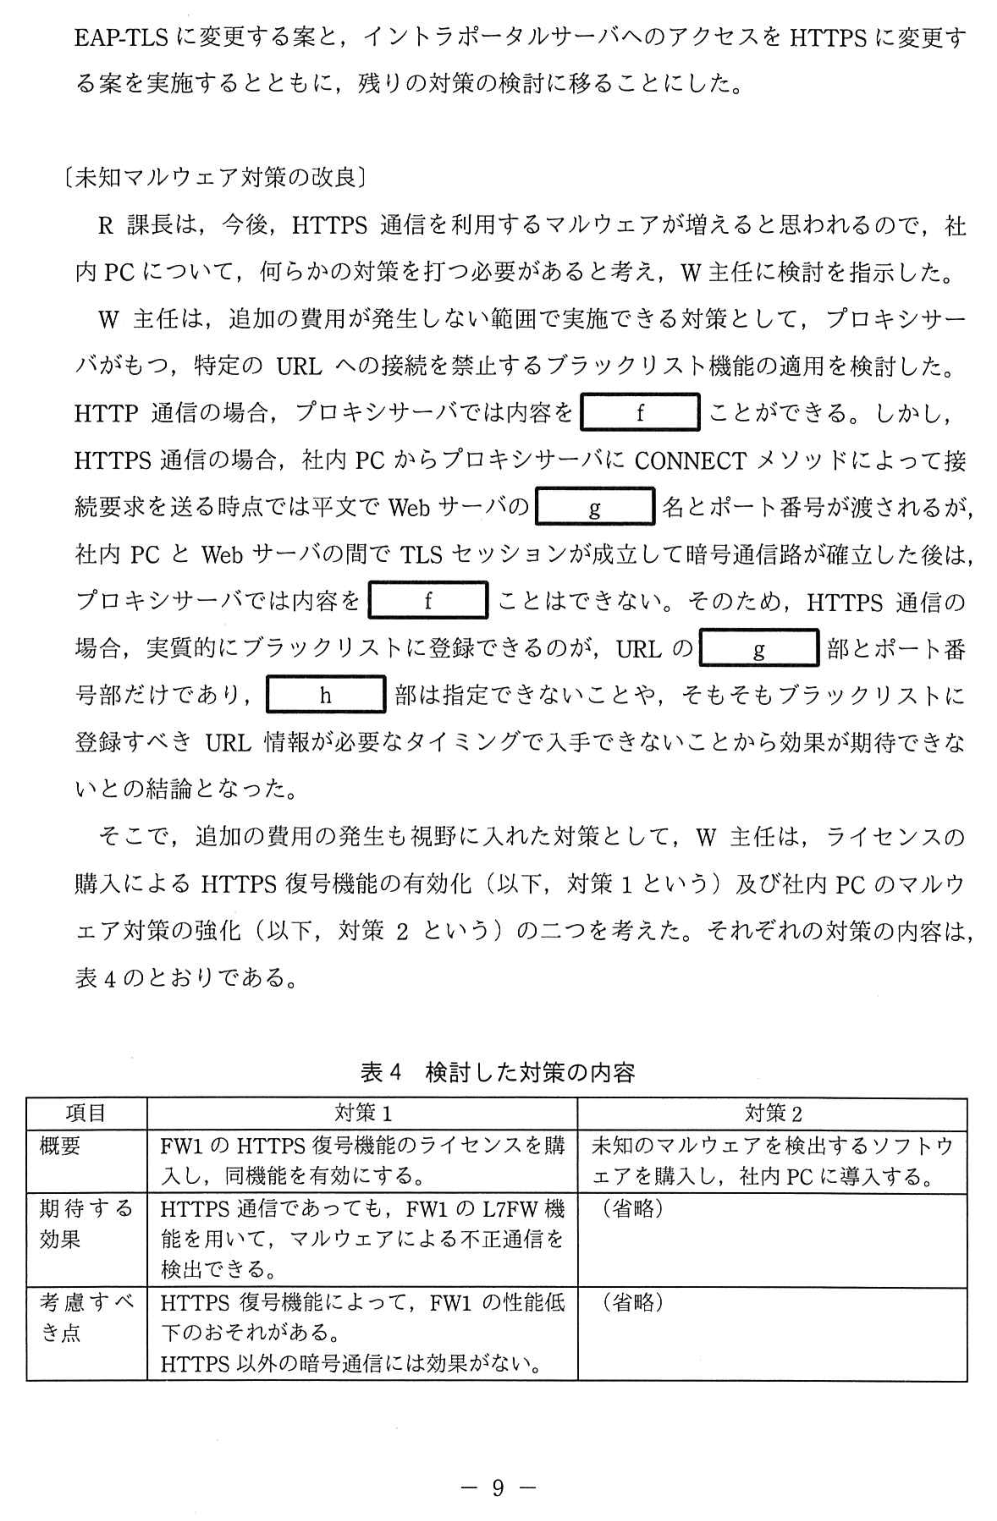 EAP-TLS に変更する案と，イントラポータルサーバへのアクセスを HTTPS に変更す
る案を実施するとともに，残りの対策の検討に移ることにした。
〔未知マルウェア対策の改良〕
R 課長は，今後，HTTPS 通信を利用するマルウェアが増えると思われるので，社
内 PC について，何らかの対策を打つ必要があると考え，W 主任に検討を指示した。
W 主任は，追加の費用が発生しない範囲で実施できる対策として，プロキシサー
バがもつ，特定の URL への接続を禁止するブラックリスト機能の適用を検討した。
HTTP 通信の場合，プロキシサーバでは内容を f ことができる。しかし，
HTTPS 通信の場合，社内 PC からプロキシサーバに CONNECT メソッドによって接
続要求を送る時点では平文で Web サーバの g 名とポート番号が渡されるが，
社内 PC と Web サーバの間で TLS セッションが成立して暗号通信路が確立した後は，
プロキシサーバでは内容を f ことはできない。そのため，HTTPS 通信の
場合，実質的にブラックリストに登録できるのが，URL の g 部とポート番
号部だけであり， h 部は指定できないことや，そもそもブラックリストに
登録すべき URL 情報が必要なタイミングで入手できないことから効果が期待できな
いとの結論となった。
そこで，追加の費用の発生も視野に入れた対策として，W 主任は，ライセンスの
購入による HTTPS 復号機能の有効化（以下，対策 1 という）及び社内 PC のマルウ
ェア対策の強化（以下，対策 2 という）の二つを考えた。それぞれの対策の内容は，
表 4 のとおりである。
表 4 検討した対策の内容
項目 対策 1 対策 2
概要 FW1 の HTTPS 復号機能のライセンスを購 未知のマルウェアを検出するソフトウ
入し，同機能を有効にする。 ェアを購入し，社内 PC に導入する。
期待する HTTPS 通信であっても，FW1 の L7FW 機 （省略）
効果 能を用いて，マルウェアによる不正通信を
検出できる。
考慮すべ HTTPS 復号機能によって，FW1 の性能低 （省略）
き点 下のおそれがある。
HTTPS 以外の暗号通信には効果がない。
－ 9 －